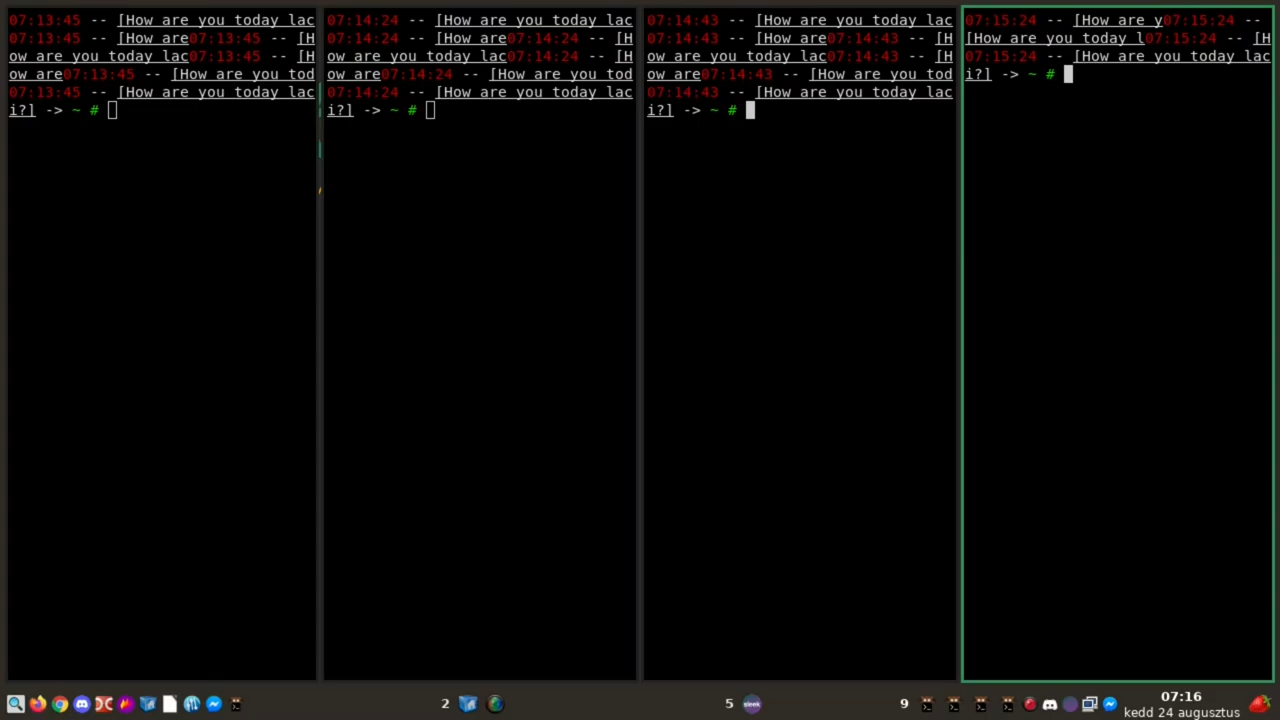 07:13:45 -- [How are you today lac
07:13:45 -- [How are07:13:45 -- [H
ow are you today lac07:13:45 -- [H
ow are07:13:45 -- [How are you tod
07:13:45 -- [How are you today lac
i?] -> ~ #
07:14:24 -- [How are you today lac
07:14:24 -- [How are07:14:24 -- [H
ow are you today lac07:14:24 -- [H
ow are07:14:24 -- [How are you tod
07:14:24 -- [How are you today lac
i?] -> ~ #
07:14:43 -- [How are you today lac
07:14:43 -- [How are07:14:43 -- [H
ow are you today lac07:14:43 -- [H
ow are07:14:43 -- [How are you tod
07:14:43 -- [How are you today lac
i?] -> ~ #
07:15:24 -- [How are y07:15:24 --
[How are you today l07:15:24 -- [H
07:15:24 -- [How are you today lac
i?] -> ~ #
2
5
sleek
9
07:16
kedd 24 augusztus